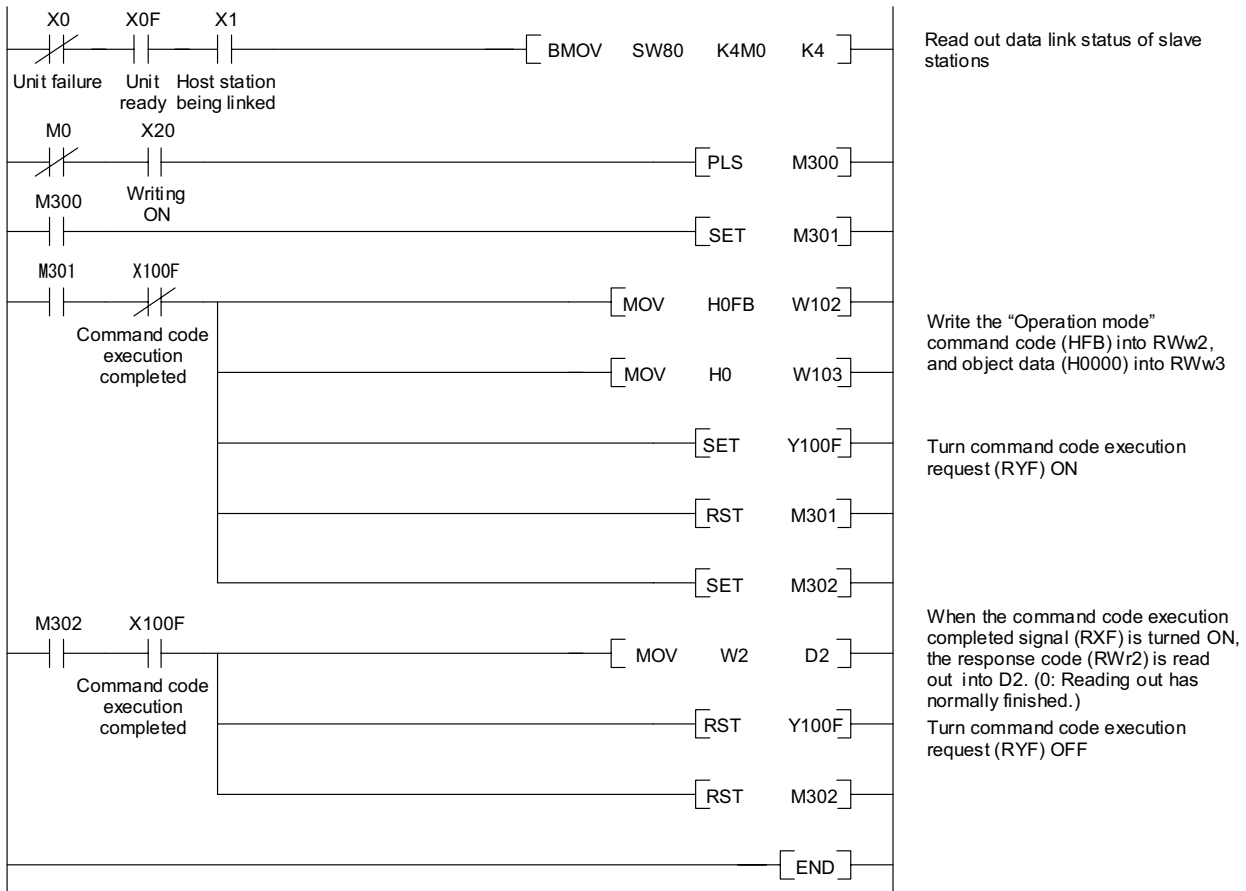 X0 X0F X1
BMOV SW80 K4M0 K4
Read out data link status of slave
stations
Unit failure Unit Host station
ready being linked
M0 X20
PLS M300
Writing
ON
M300
SET M301
M301 X100F
MOV H0FB W102
Command code
execution
completed
Write the “Operation mode”
command code (HFB) into RWw2,
and object data (H0000) into RWw3
MOV H0 W103
SET Y100F
Turn command code execution
request (RYF) ON
RST M301
SET M302
M302 X100F
MOV W2 D2
When the command code execution
completed signal (RXF) is turned ON,
the response code (RWr2) is read
out into D2. (0: Reading out has
normally finished.)
Command code
execution
completed
RST Y100F
Turn command code execution
request (RYF) OFF
RST M302
END